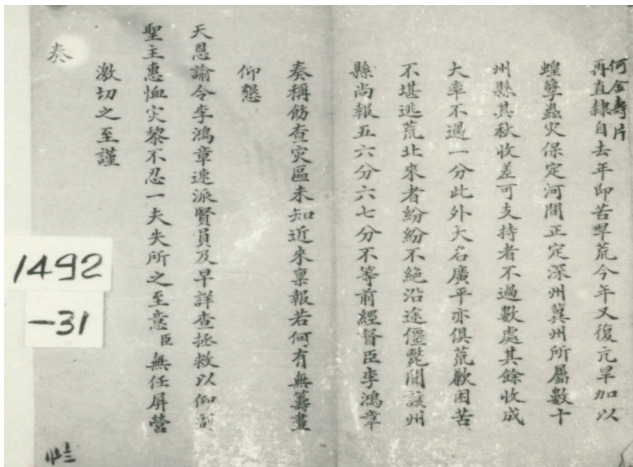 何金壽片
再直隸自去年即苦旱荒今年又復亢旱加以
蝗孽蟲灾保定河間正定深州冀州所屬數十
州縣其秋收差可支持者不過數處其餘收成
大率不過一分此外大名廣平亦俱荒歉困苦
不堪逃荒北來者紛紛不絕沿途僵斃聞該州
縣尚報五六分六七分不等前經督臣李鴻章
奏稱飭查灾區未知近來稟報若何有無籌畫
仰懇
天恩諭令李鴻章速派賢員及早詳查拯救以仰副
聖主惠恤灾黎不忍一夫失所之至意臣無任屏營
激切之至謹
奏
1492
-31